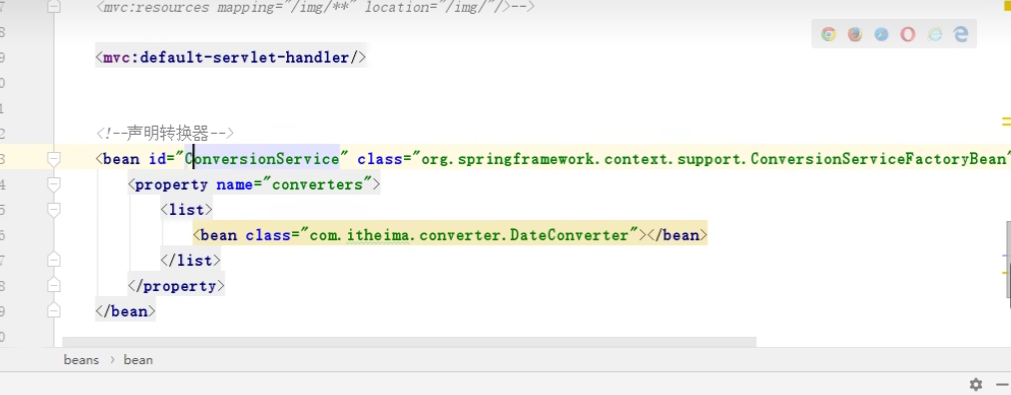 <mvc:resources mapping="/img/**" location="/img/"/>-->
<mvc:default-servlet-handler/>
<!--声明转换器-->
<bean id="ConversionService" class="org.springframework.context.support.ConversionServiceFactoryBean"
<property name="converters">
<list>
<bean class="com.itheima.converter.DateConverter"></bean>
</list>
</property>
</bean>
beans › bean